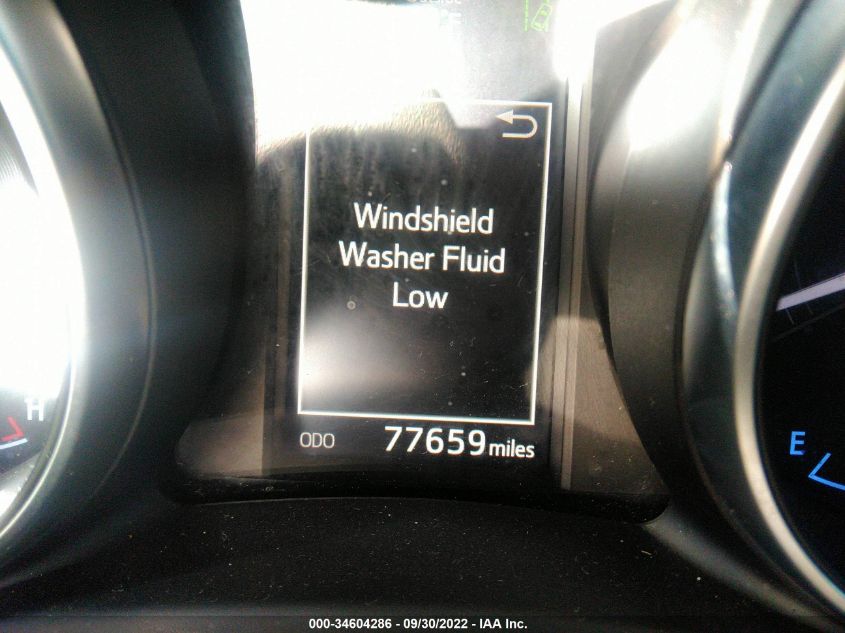 Windshield
Washer Fluid
Low
ODO 77659 miles
H
E
000-34604286 - 09/30/2022 - IAA Inc.